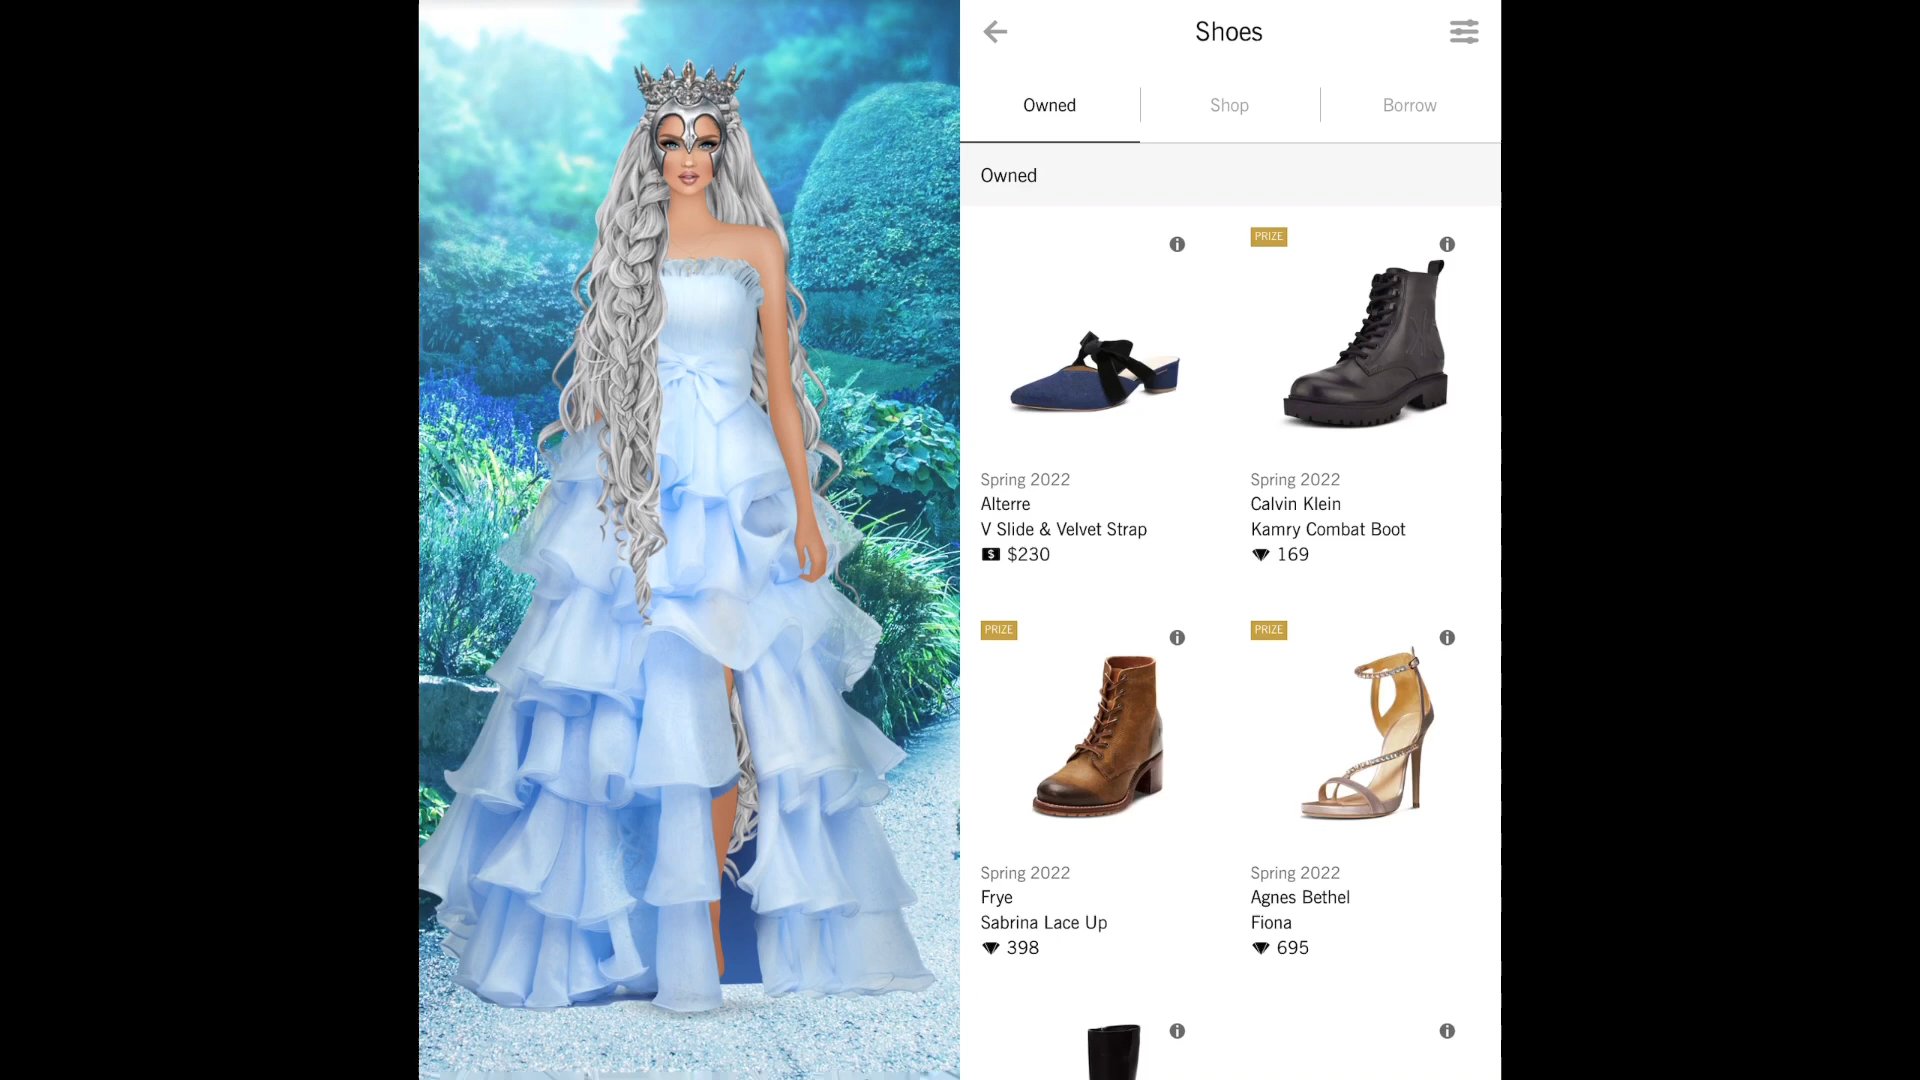 Shoes
Owned
Shop
Borrow
Owned
Spring 2022
Alterre
V Slide & Velvet Strap
$230
PRIZE
Spring 2022
Calvin Klein
Kamry Combat Boot
169
PRIZE
Spring 2022
Frye
Sabrina Lace Up
398
PRIZE
Spring 2022
Agnes Bethel
Fiona
695